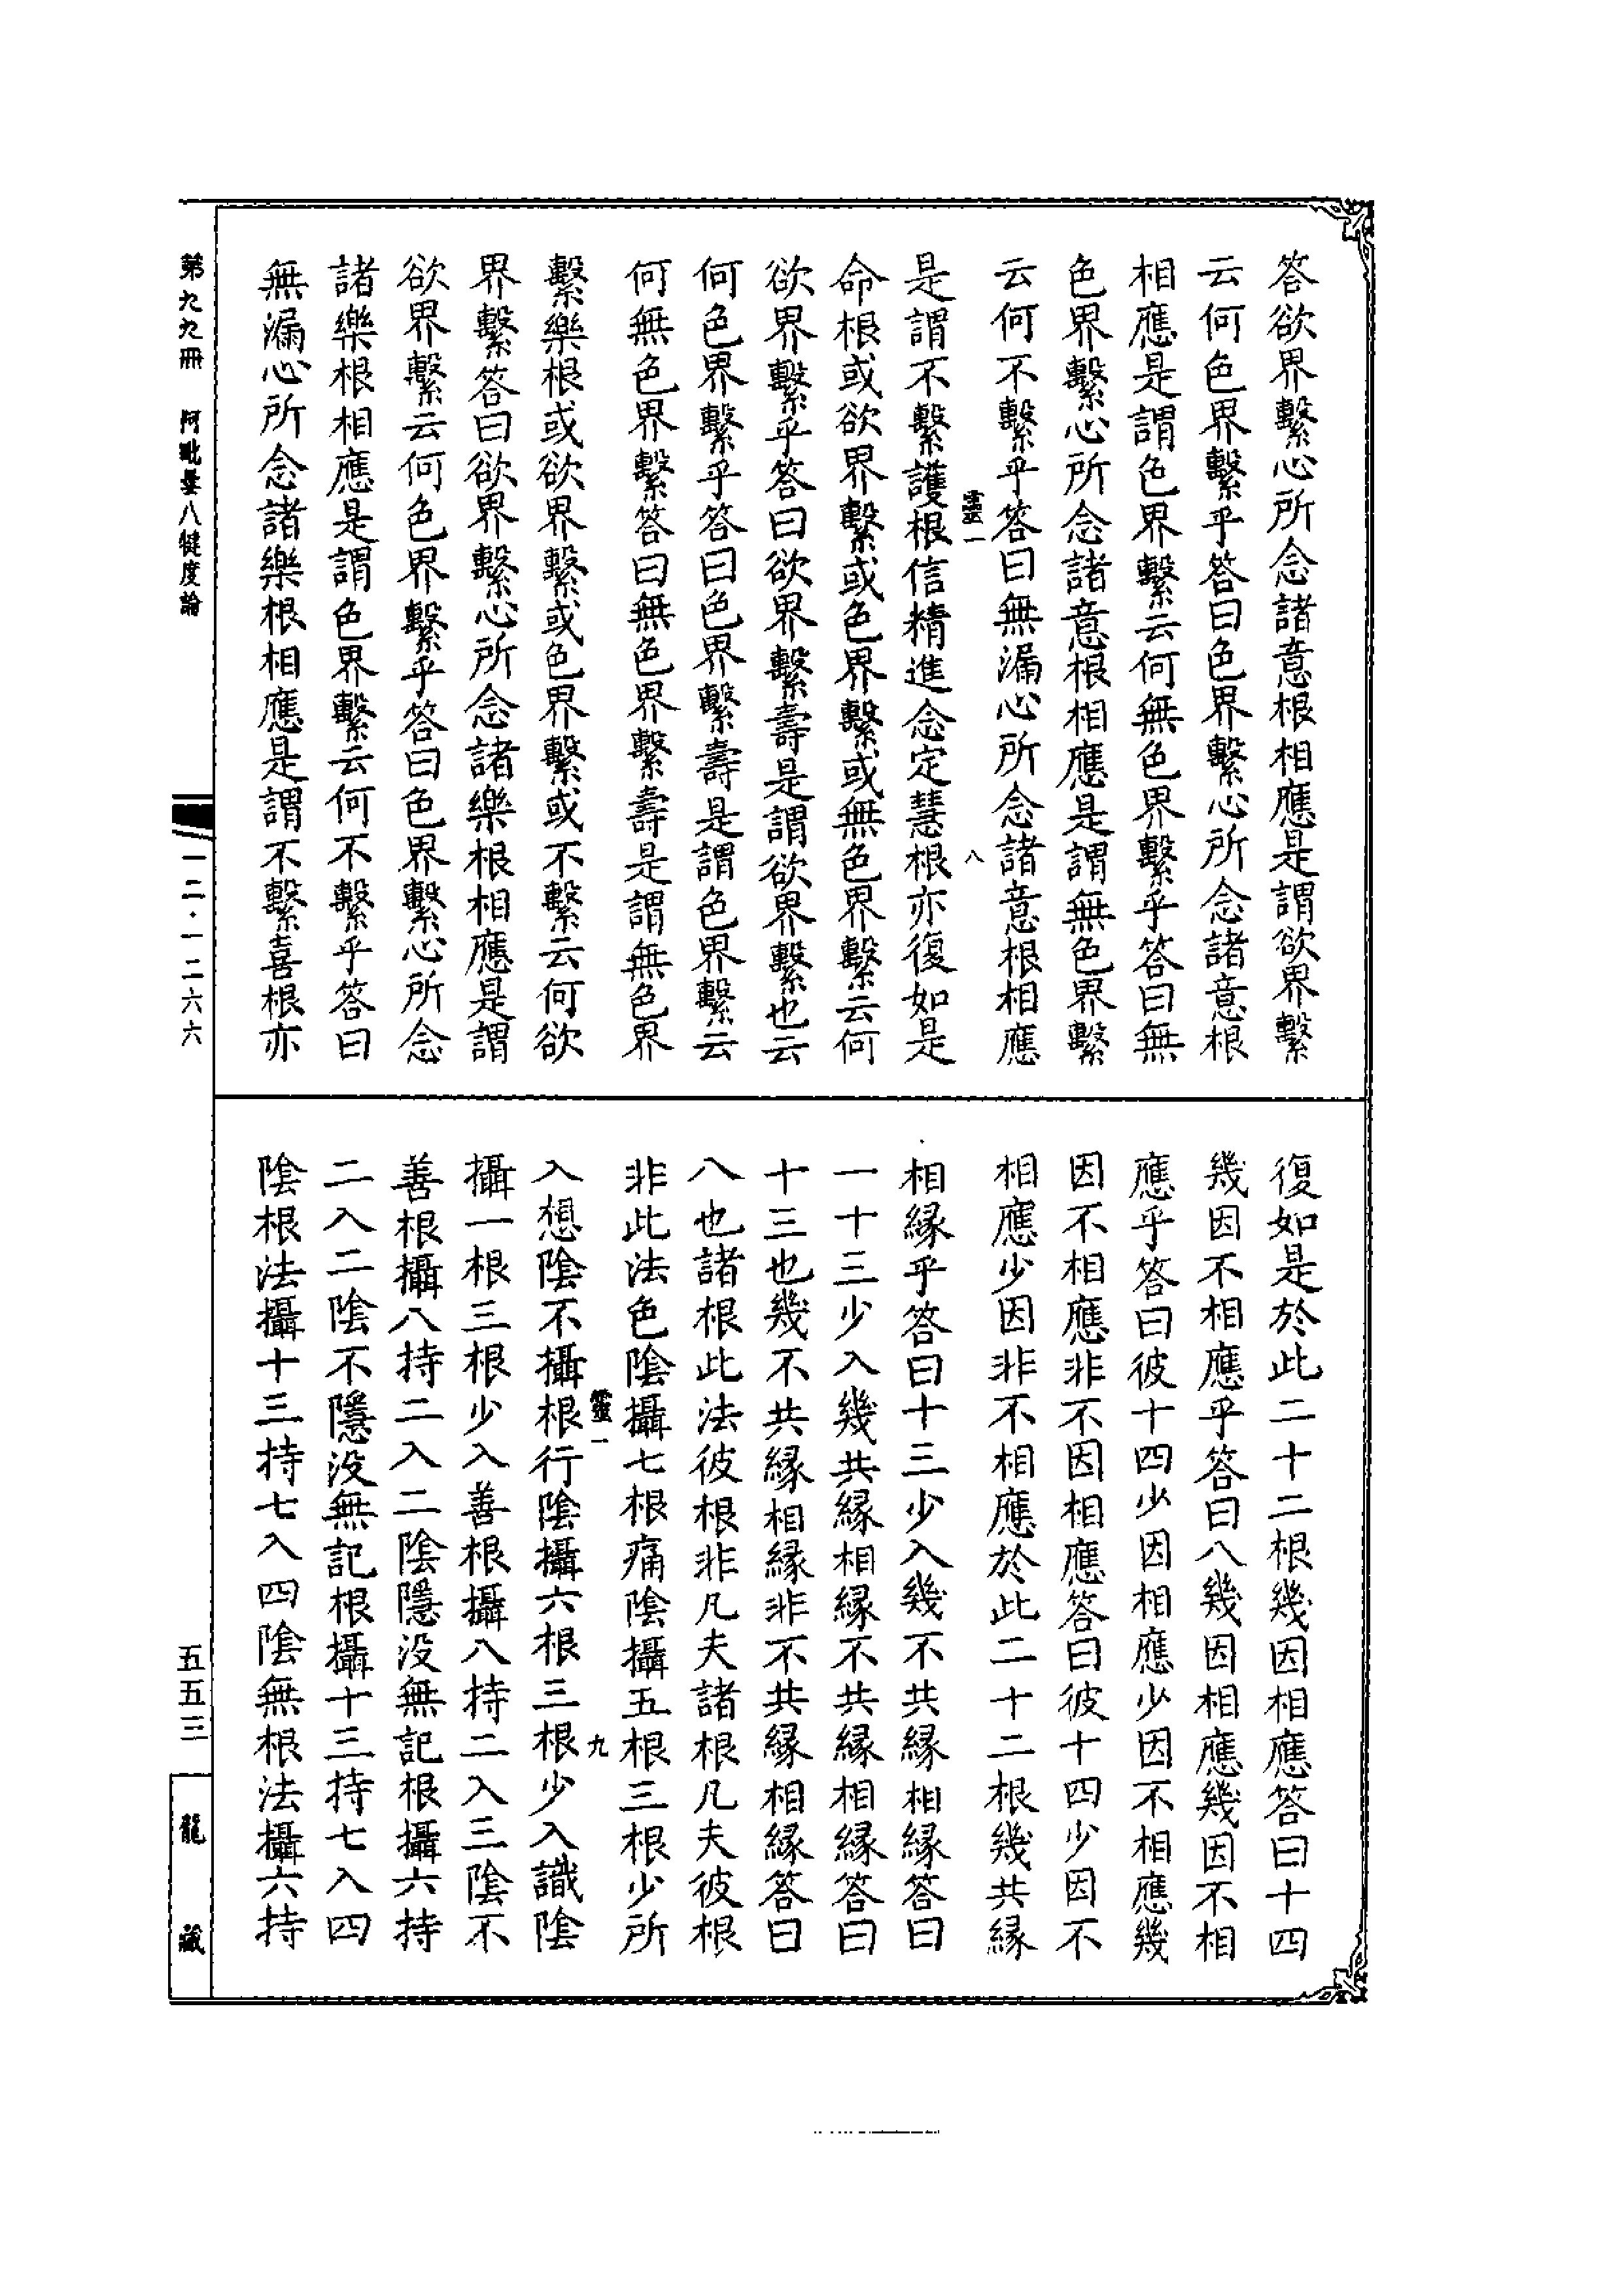 答欲界繫心所念諸意根相應是謂欲界繫
云何色界繫乎答曰色界繫心所念諸意根
相應是謂色界繫云何無色界繫乎答曰無
色界繫心所念諸意根相應是謂無色界繫
云何不繫乎答曰無漏心所念諸意根相應
是謂不繫護根信精進念定慧根亦復如是
命根或欲界繫或色界繫或無色界繫云何
欲界繫乎答曰欲界繫壽是謂欲界繫也云
何色界繫乎答曰色界繫壽是謂色界繫云
何無色界繫答曰無色界繫壽是謂無色界
繫樂根或欲界繫或色界繫或不繫云何欲
界繫答曰欲界繫心所念諸樂根相應是謂
欲界繫云何色界繫乎答曰色界繫心所念
諸樂根相應是謂色界繫云何不繫乎答曰
無漏心所念諸樂根相應是謂不繫喜根亦
復如是於此二十二根幾因相應答曰十四
幾因不相應乎答曰八幾因相應幾因不相
應乎答曰彼十四少因相應少因不相應幾
因不相應非不因相應答曰彼十四少因不
相應少因非不相應於此二十二根幾共緣
相緣乎答曰十三少入幾不共緣相緣答曰
一十三少入幾共緣相緣不共緣相緣答曰
十三也幾不共緣相緣非不共緣相緣答曰
八也諸根此法彼根非凡夫諸根凡夫彼根
非此法色陰攝七根痛陰攝五根三根少所
入想陰不攝根行陰攝六根三根少入識陰
攝一根三根少入善根攝八持二入三陰不
善根攝八持二入二陰隱没無記根攝六持
二入二陰不隱没無記根攝十三持七入四
陰根法攝十三持七入四陰無根法攝六持
八
九
第九九冊 阿毗曇八犍度論
一二·一二六六
五五三
龍藏